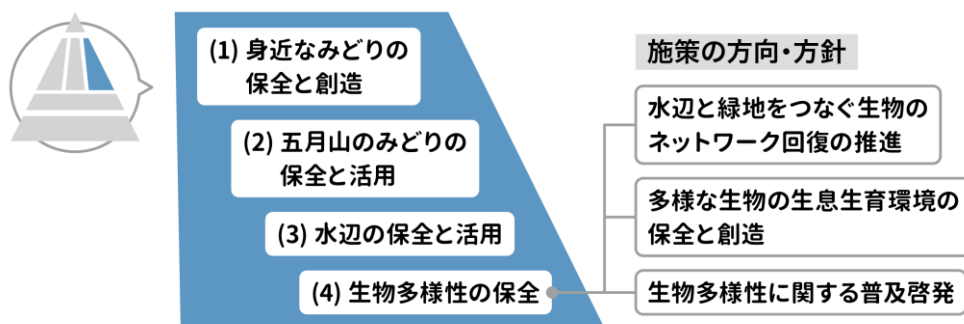 (1) 身近なみどりの
保全と創造
(2) 五月山のみどりの
保全と活用
(3) 水辺の保全と活用
(4) 生物多様性の保全
施策の方向・方針
水辺と緑地をつなぐ生物の
ネットワーク回復の推進
多様な生物の生息生育環境の
保全と創造
生物多様性に関する普及啓発